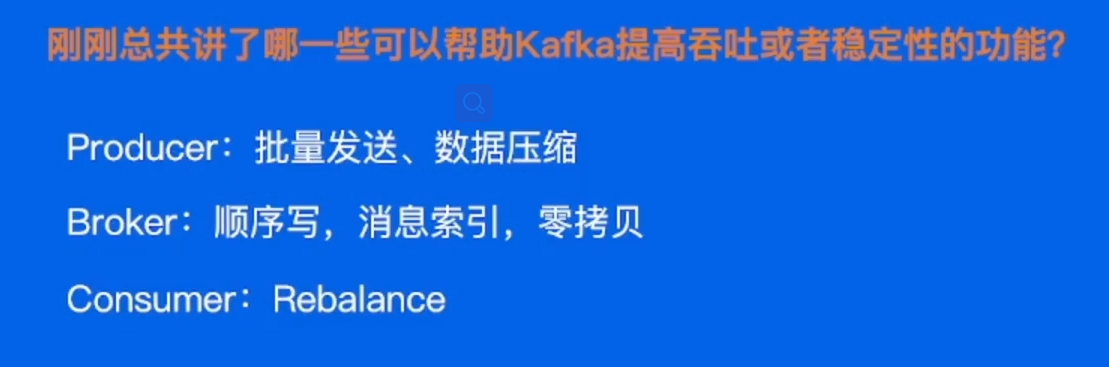 刚刚总共讲了哪一些可以帮助Kafka提高吞吐或者稳定性的功能？
Producer：批量发送、数据压缩
Broker：顺序写，消息索引，零拷贝
Consumer：Rebalance